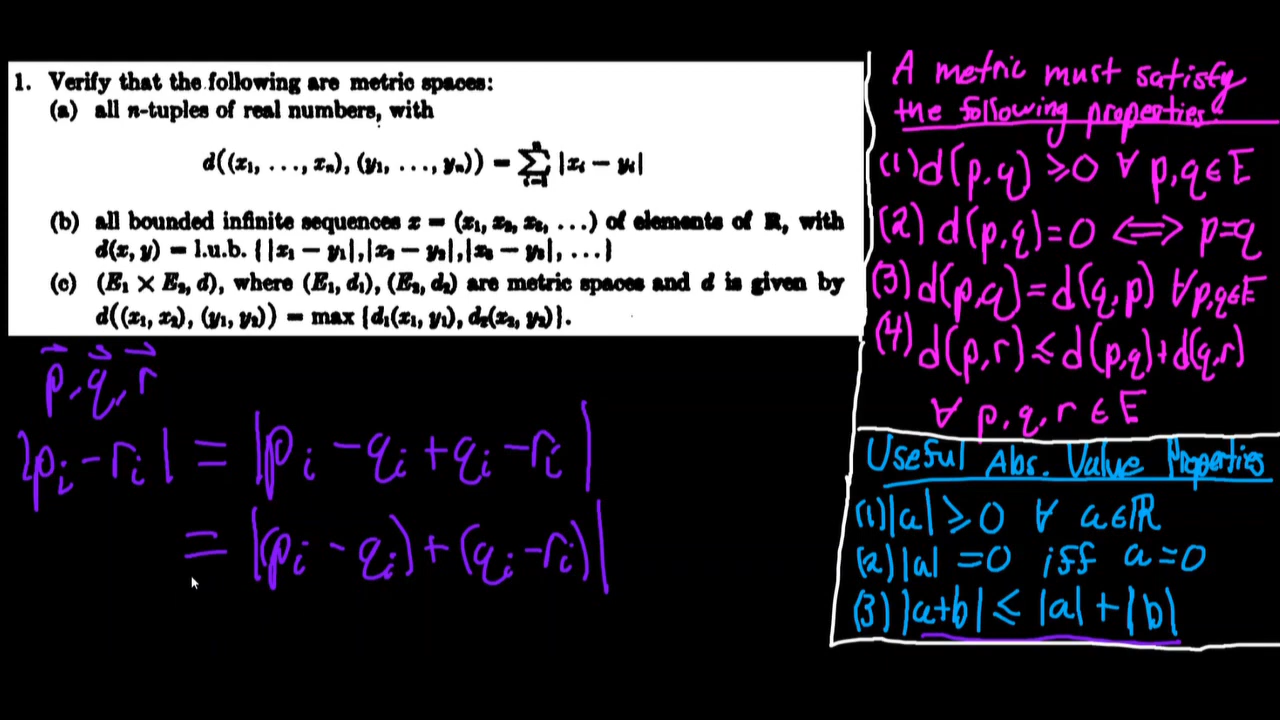 1. Verify that the following are metric spaces:
(a) all n-tuples of real numbers, with
d((x₁, ..., xₙ), (y₁, ..., yₙ)) = ∑ᵢ₌₁ⁿ |xᵢ − yᵢ|
(b) all bounded infinite sequences x = (x₁, x₂, x₃, ...) of elements of R, with
d(x, y) = l.u.b. {|x₁ − y₁|, |x₂ − y₂|, |x₃ − y₃|, ...}
(c) (E₁ × E₂, d), where (E₁, d₁), (E₂, d₂) are metric spaces and d is given by
d((x₁, x₂), (y₁, y₂)) = max {d₁(x₁, y₁), d₂(x₂, y₂)}.
p⃗, q⃗, r⃗
|pᵢ − rᵢ| = |pᵢ − qᵢ + qᵢ − rᵢ|
= |(pᵢ − qᵢ) + (qᵢ − rᵢ)|
A metric must satisfy
the following properties:
(1) d(p,q) ≥ 0 ∀ p,q ∈ E
(2) d(p,q) = 0 ⟺ p=q
(3) d(p,q) = d(q,p) ∀ p,q ∈ E
(4) d(p,r) ≤ d(p,q) + d(q,r)
∀ p, q, r ∈ E
Useful Abs. Value Properties
(1) |a| ≥ 0 ∀ a ∈ ℝ
(2) |a| = 0 iff a = 0
(3) |a+b| ≤ |a| + |b|